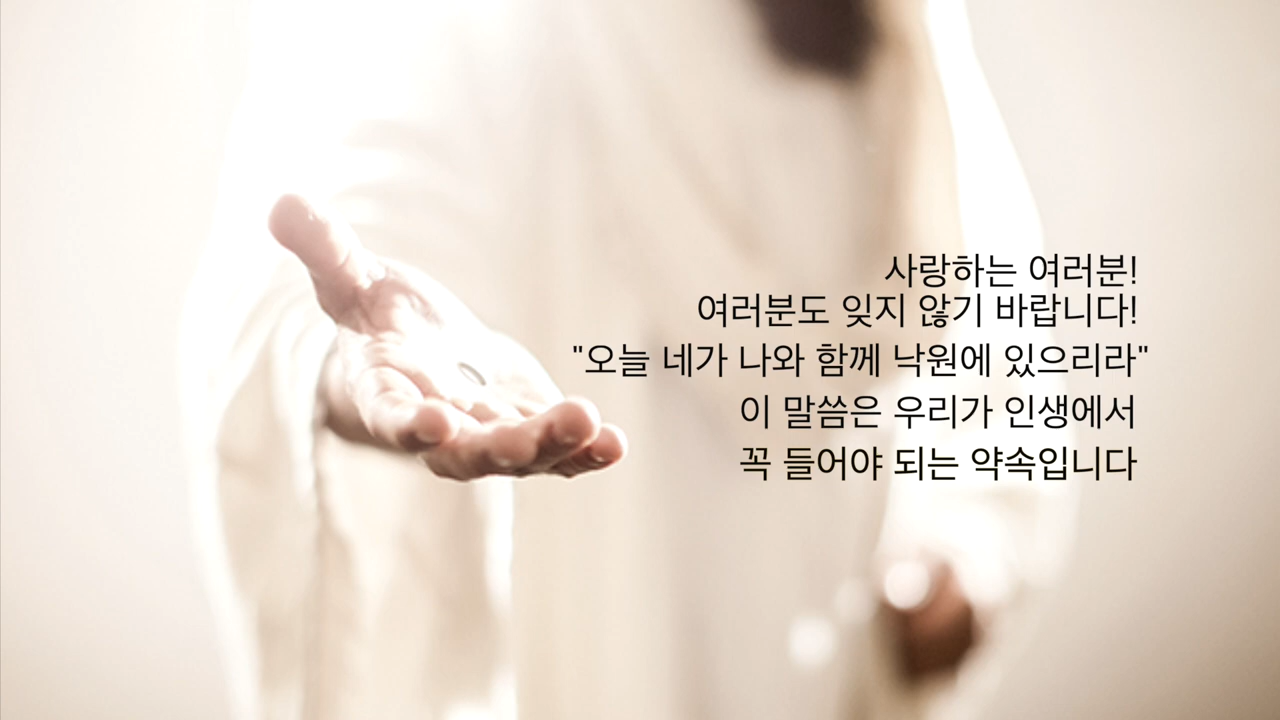 사랑하는 여러분!
여러분도 잊지 않기 바랍니다!
"오늘 네가 나와 함께 낙원에 있으리라"
이 말씀은 우리가 인생에서
꼭 들어야 되는 약속입니다